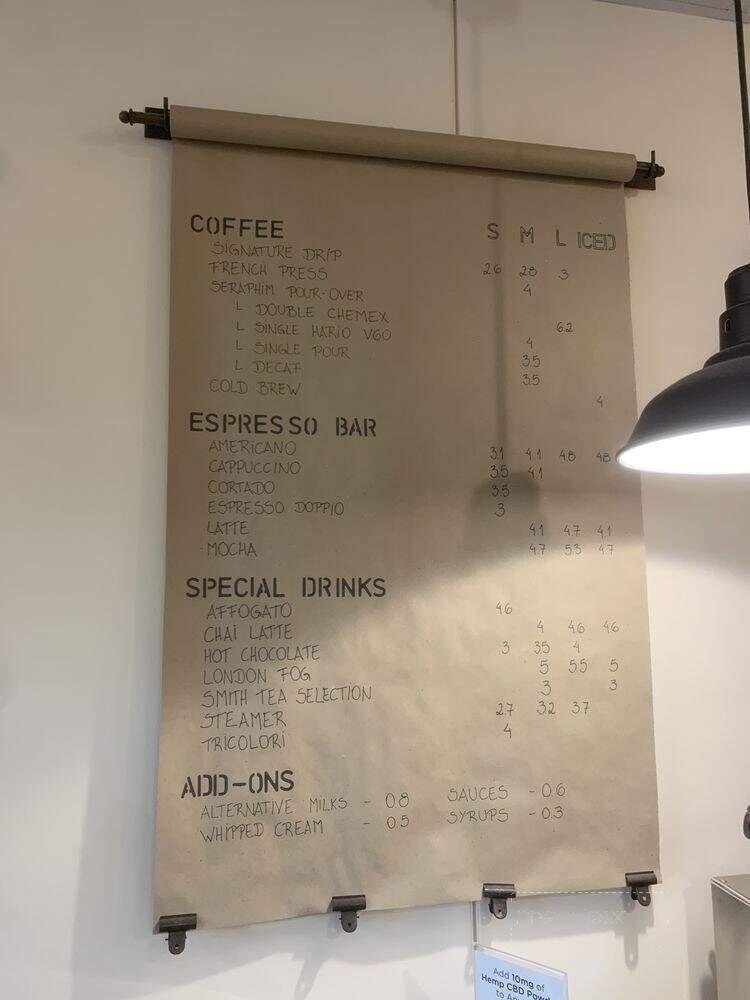 COFFEE S M L ICED
SIGNATURE DRIP 2.6 2.8 3
FRENCH PRESS 4
SERAPHIM POUR-OVER
L DOUBLE CHEMEX 6.2
L SINGLE HARIO V60 4
L SINGLE POUR 3.5
L DECAF 3.5
COLD BREW 4
ESPRESSO BAR
AMERICANO 3.1 4.1 4.8 4.8
CAPPUCCINO 3.5 4.1
CORTADO 3.5
ESPRESSO DOPPIO 3
LATTE 4.1 4.7 4.1
MOCHA 4.7 5.3 4.7
SPECIAL DRINKS
AFFOGATO 4.6
CHAI LATTE 4 4.6 4.6
HOT CHOCOLATE 3 3.5 4
LONDON FOG 5 5.5 5
SMITH TEA SELECTION 3 3
STEAMER 2.7 3.2 3.7
TRICOLORI 4
ADD-ONS
ALTERNATIVE MILKS - 0.8 SAUCES - 0.6
WHIPPED CREAM - 0.5 SYRUPS - 0.3
Add 10mg of
Hemp CBD
to